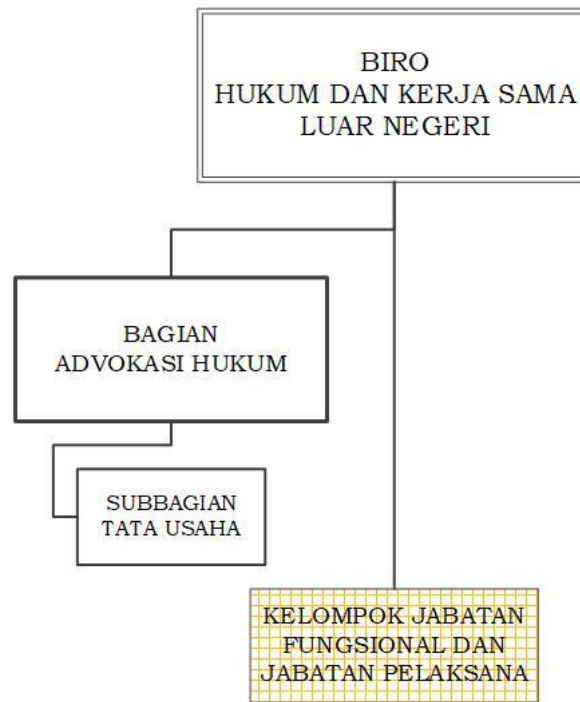 BIRO
HUKUM DAN KERJA SAMA
LUAR NEGERI
BAGIAN
ADVOKASI HUKUM
SUBBAGIAN
TATA USAHA
KELOMPOK JABATAN
FUNGSIONAL DAN
JABATAN PELAKSANA